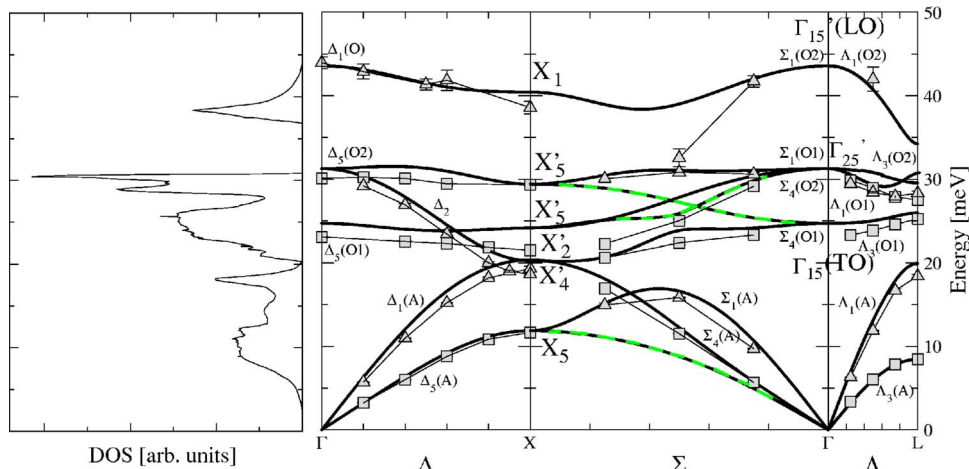 50
Γ15'(LO)
Δ1(O)
Σ1(O2)
Λ1(O2)
X1
40
Δ5(O2)
X'5
Σ1(O1)
Γ25'
Λ3(O2)
30
Σ4(O2)
Δ2
X'5
Λ1(O1)
Δ5(O1)
X'2
Σ4(O1)
Λ3(O1)
20
X'4
Γ15(TO)
Δ1(A)
Σ1(A)
Λ1(A)
X5
Σ4(A)
10
Δ5(A)
Λ3(A)
0
Energy [meV]
Γ
X
Γ
L
DOS [arb. units]
Δ
Σ
Λ